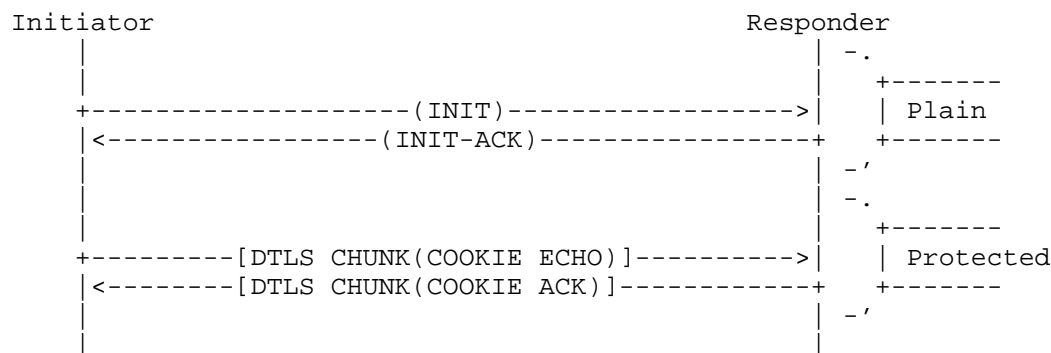 Initiator Responder
(INIT) Plain
(INIT-ACK)
[DTLS CHUNK(COOKIE ECHO)] Protected
[DTLS CHUNK(COOKIE ACK)]